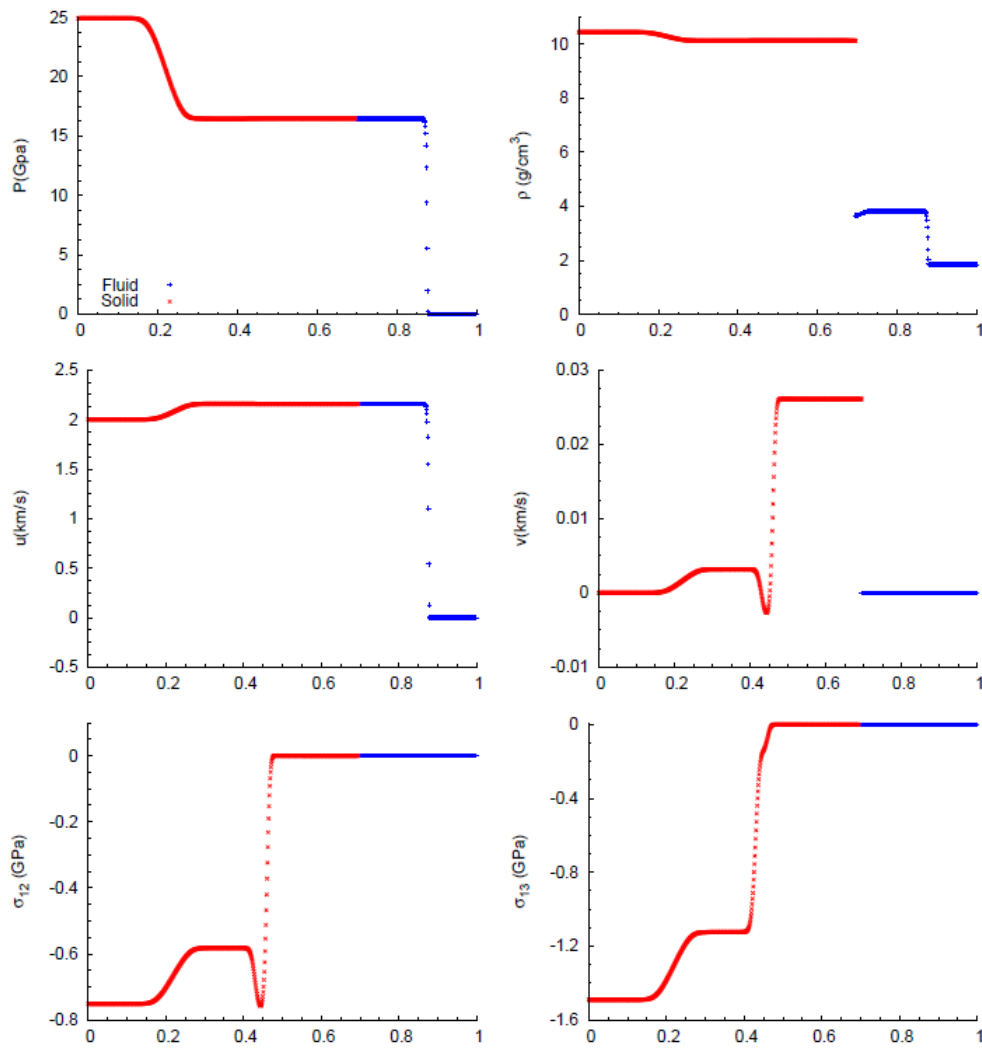 25
20
15
10
5
0
P(Gpa)
Fluid
Solid
0 0.2 0.4 0.6 0.8 1
10
8
6
4
2
0
ρ (g/cm³)
0 0.2 0.4 0.6 0.8 1
2.5
2
1.5
1
0.5
0
-0.5
u(km/s)
0 0.2 0.4 0.6 0.8 1
0.03
0.02
0.01
0
-0.01
v(km/s)
0 0.2 0.4 0.6 0.8 1
0
-0.2
-0.4
-0.6
-0.8
σ₁₂ (GPa)
0 0.2 0.4 0.6 0.8 1
0
-0.4
-0.8
-1.2
-1.6
σ₁₃ (GPa)
0 0.2 0.4 0.6 0.8 1